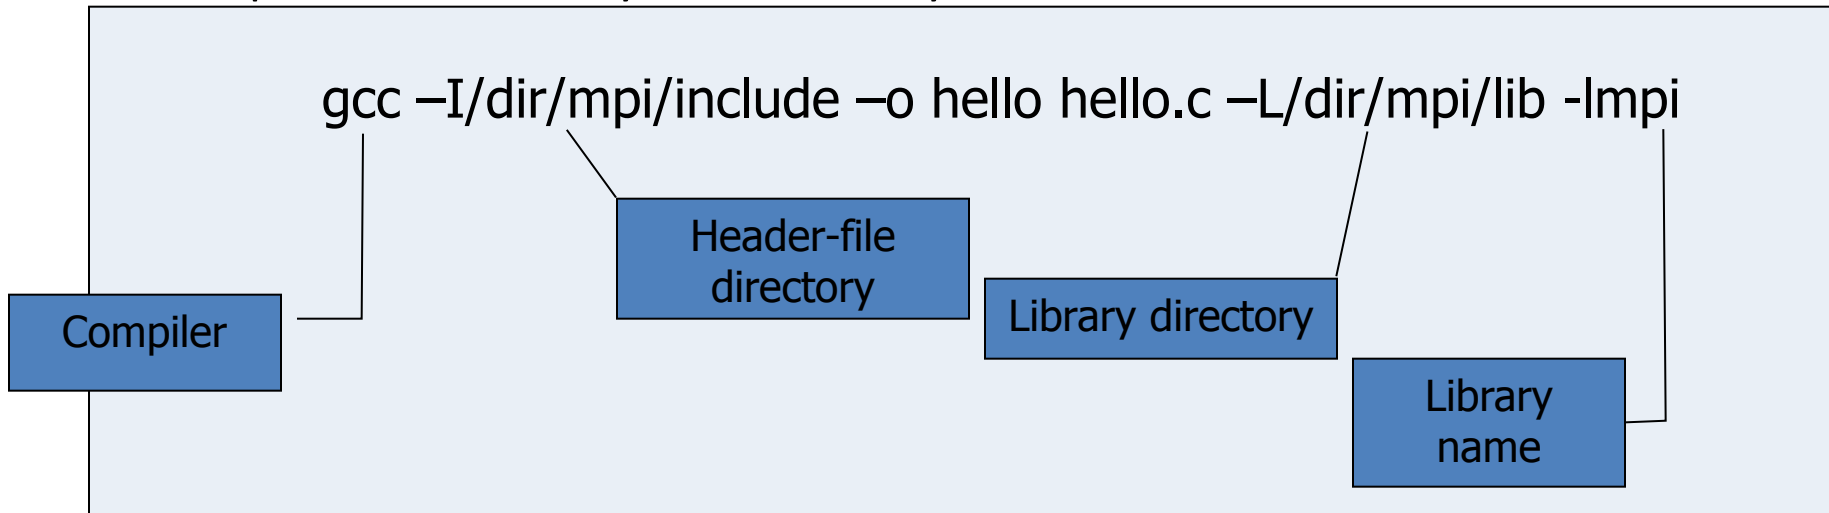 gcc –I/dir/mpi/include –o hello hello.c –L/dir/mpi/lib -lmpi
Header-file
directory
Library directory
Compiler
Library
name